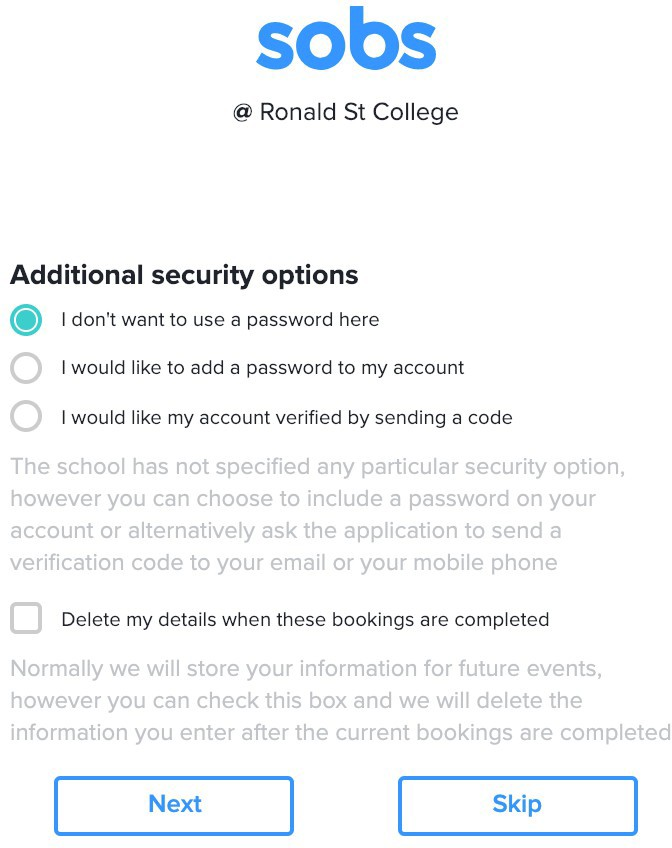 sobs
@ Ronald St College
Additional security options
I don't want to use a password here
I would like to add a password to my account
I would like my account verified by sending a code
The school has not specified any particular security option,
however you can choose to include a password on your
account or alternatively ask the application to send a
verification code to your email or your mobile phone
Delete my details when these bookings are completed
Normally we will store your information for future events,
however you can check this box and we will delete the
information you enter after the current bookings are completed
Next
Skip